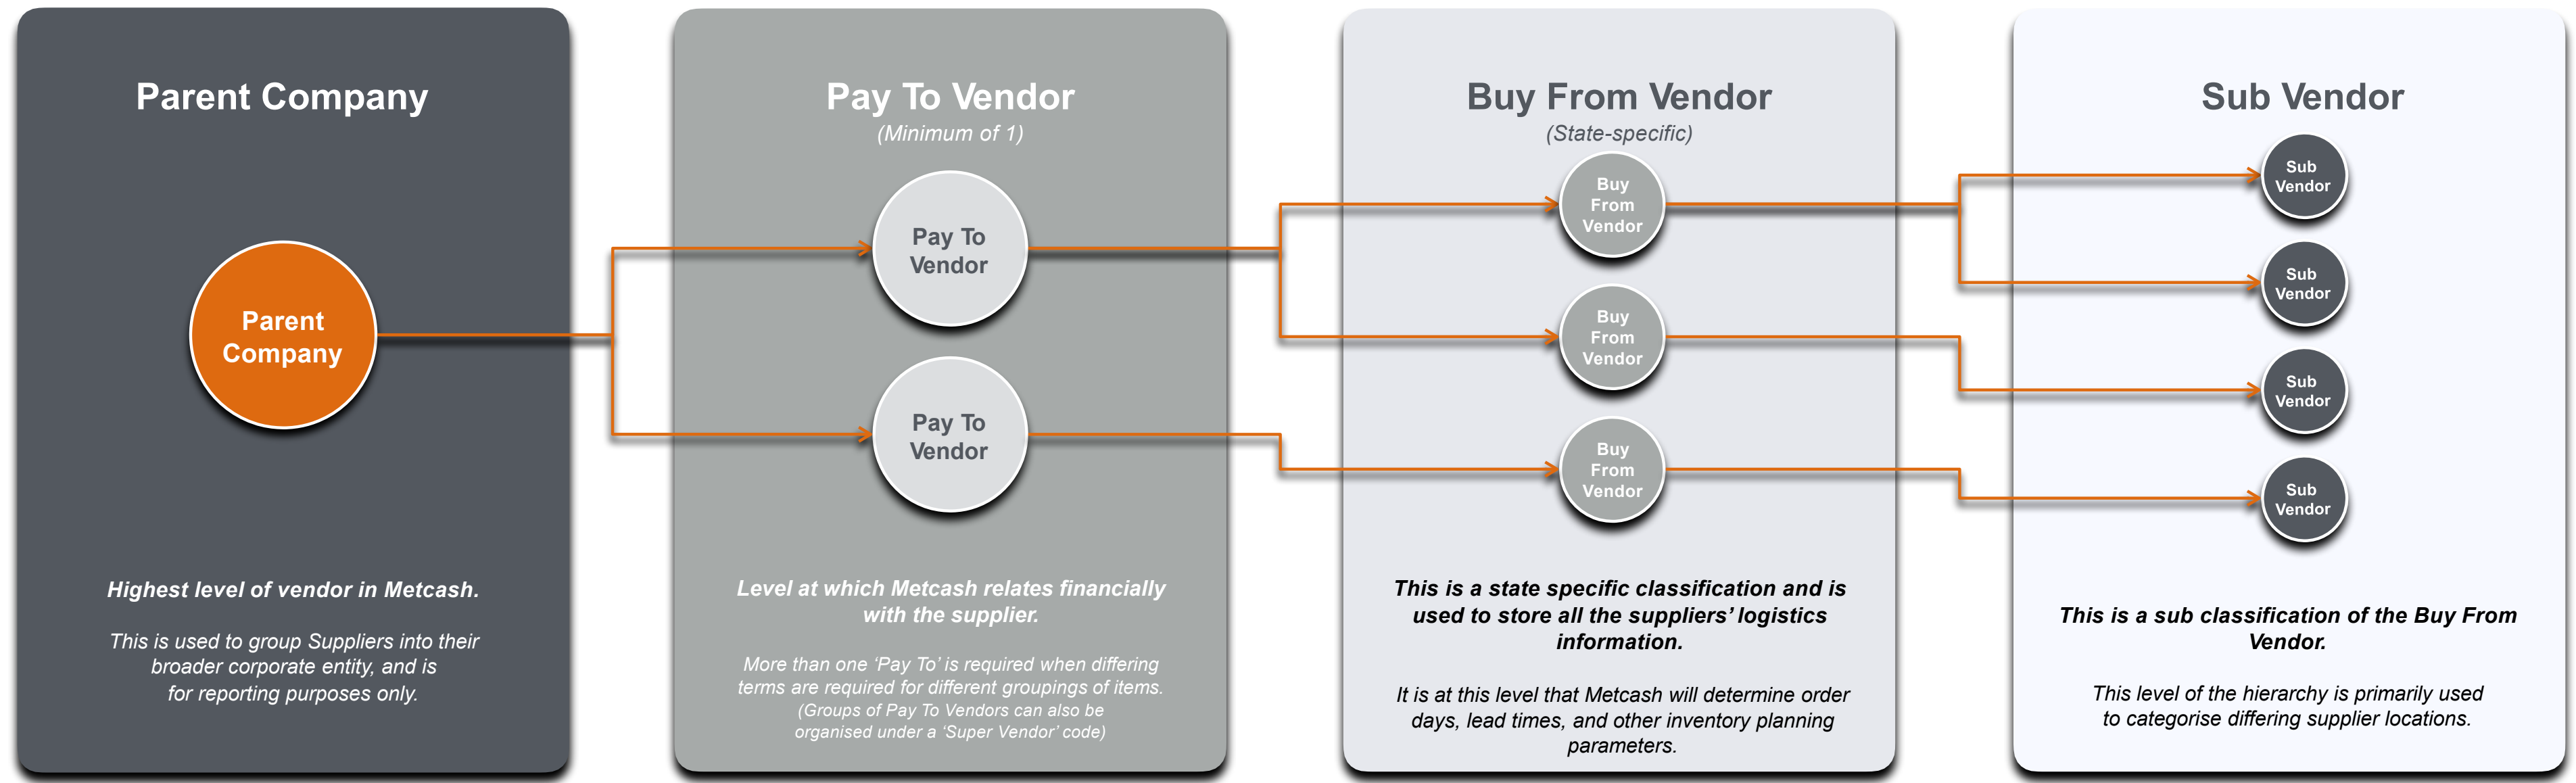 Parent Company
Parent
Company
Highest level of vendor in Metcash.
This is used to group Suppliers into their
broader corporate entity, and is
for reporting purposes only.
Pay To Vendor
(Minimum of 1)
Pay To
Vendor
Pay To
Vendor
Level at which Metcash relates financially
with the supplier.
More than one ‘Pay To’ is required when differing
terms are required for different groupings of items.
(Groups of Pay To Vendors can also be
organised under a ‘Super Vendor’ code)
Buy From Vendor
(State-specific)
Buy
From
Vendor
Buy
From
Vendor
Buy
From
Vendor
This is a state specific classification and is
used to store all the suppliers’ logistics
information.
It is at this level that Metcash will determine order
days, lead times, and other inventory planning
parameters.
Sub Vendor
Sub
Vendor
Sub
Vendor
Sub
Vendor
Sub
Vendor
This is a sub classification of the Buy From
Vendor.
This level of the hierarchy is primarily used
to categorise differing supplier locations.